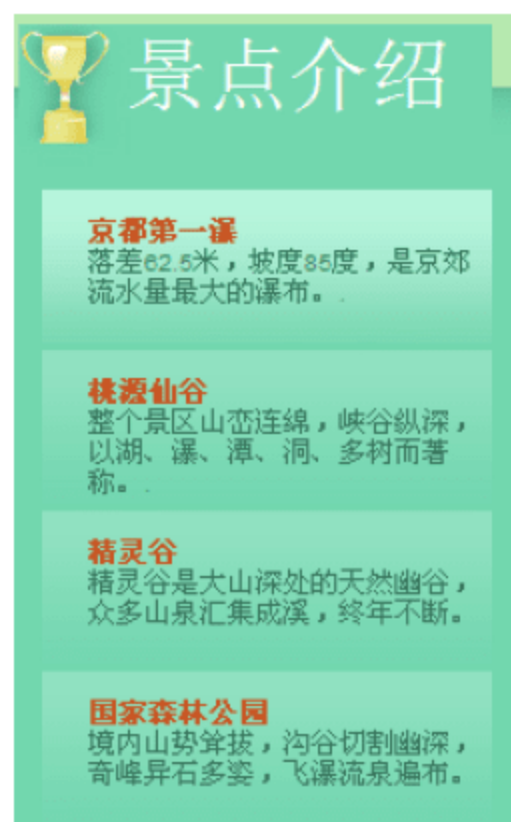 景点介绍
京都第一瀑
落差62.5米，坡度85度，是京郊
流水量最大的瀑布。.
桃源仙谷
整个景区山峦连绵，峡谷纵深，
以湖、瀑、潭、洞、多树而著
称。.
精灵谷
精灵谷是大山深处的天然幽谷，
众多山泉汇集成溪，终年不断。
国家森林公园
境内山势耸拔，沟谷切割幽深，
奇峰异石多姿，飞瀑流泉遍布。